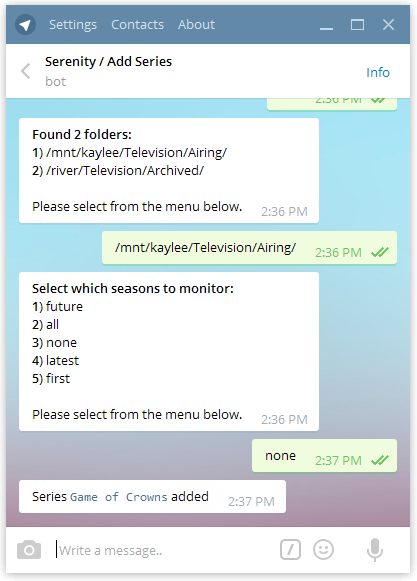 Settings Contacts About
Serenity / Add Series
bot
Info
2:36 PM
Found 2 folders:
1) /mnt/kaylee/Television/Airing/
2) /river/Television/Archived/
Please select from the menu below. 2:36 PM
/mnt/kaylee/Television/Airing/ 2:36 PM
Select which seasons to monitor:
1) future
2) all
3) none
4) latest
5) first
Please select from the menu below. 2:36 PM
none 2:37 PM
Series Game of Crowns added 2:37 PM
Write a message..